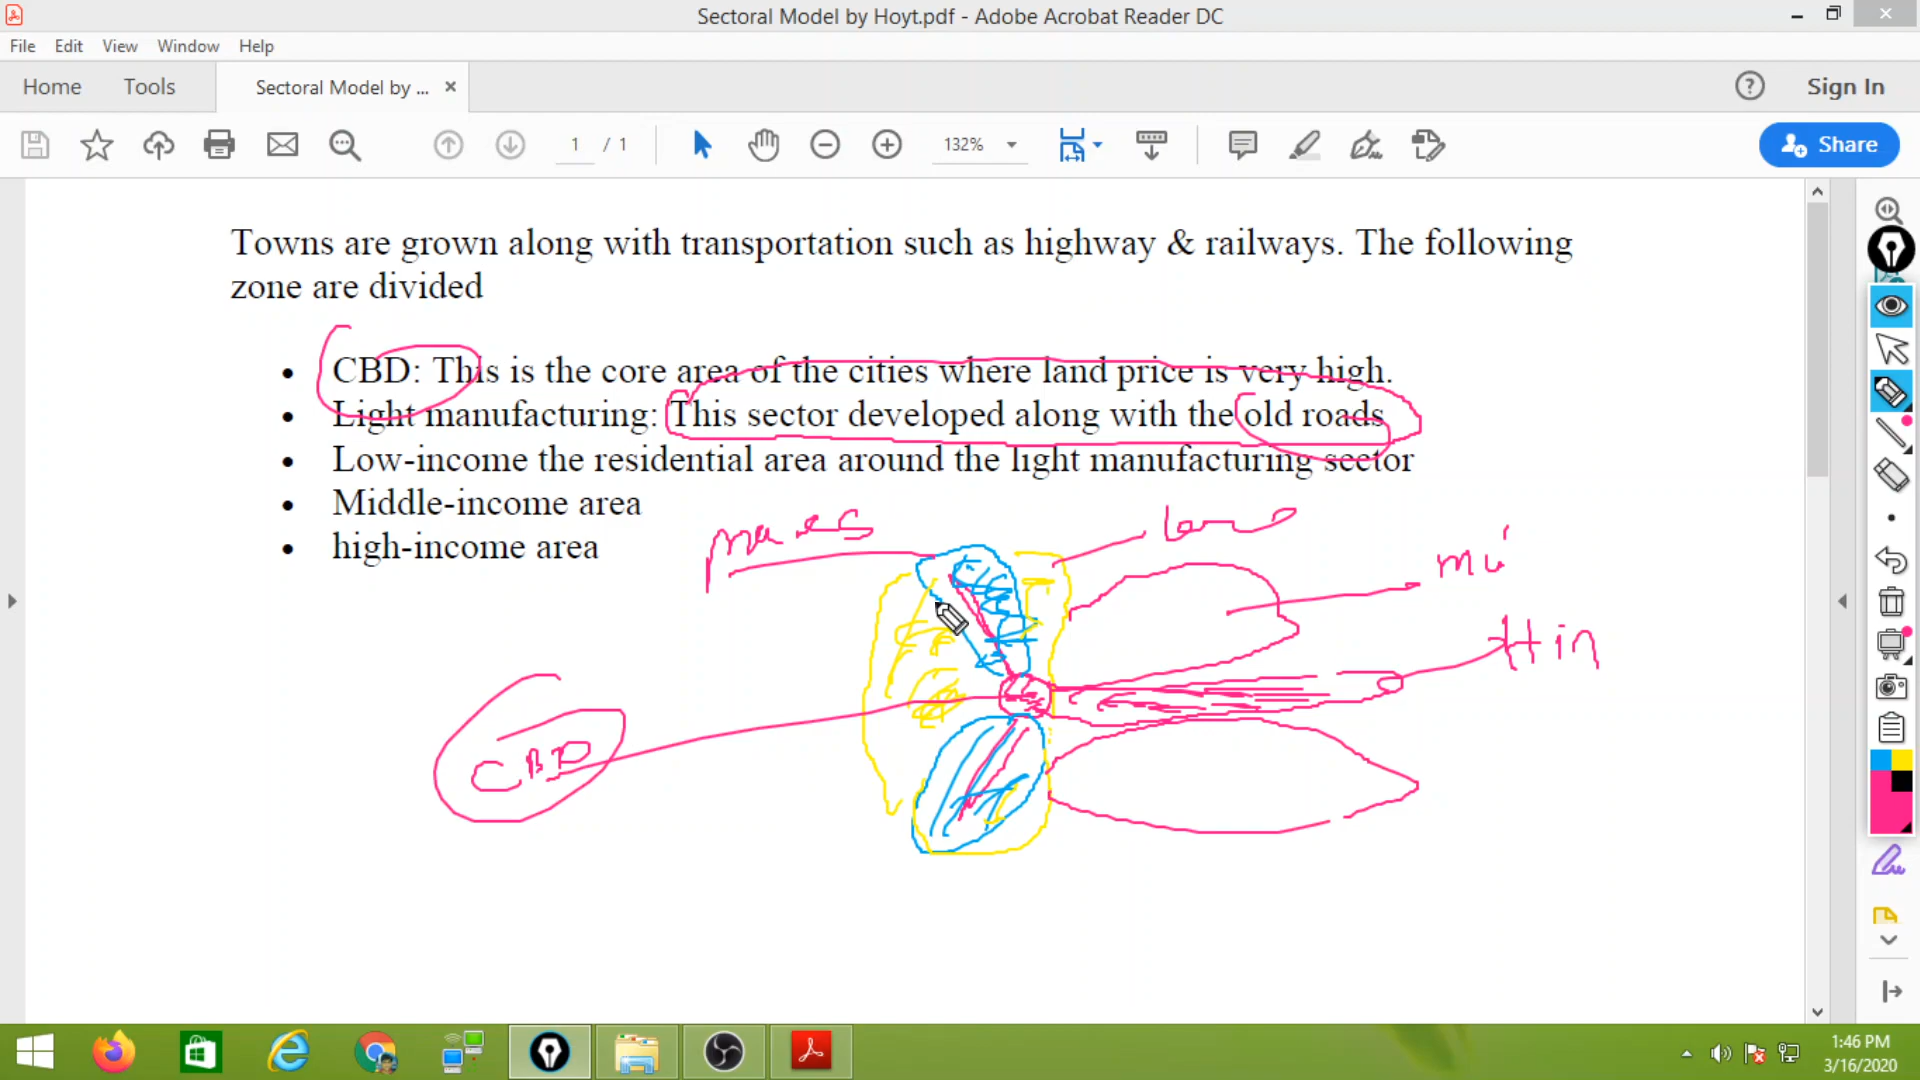 Sectoral Model by Hoyt.pdf - Adobe Acrobat Reader DC
File Edit View Window Help
Home Tools Sectoral Model by ... × Sign In
1 / 1 132% Share
Towns are grown along with transportation such as highway & railways. The following
zone are divided
• CBD: This is the core area of the cities where land price is very high.
• Light manufacturing: This sector developed along with the old roads
• Low-income the residential area around the light manufacturing sector
• Middle-income area
• high-income area
CBD
1:46 PM
3/16/2020